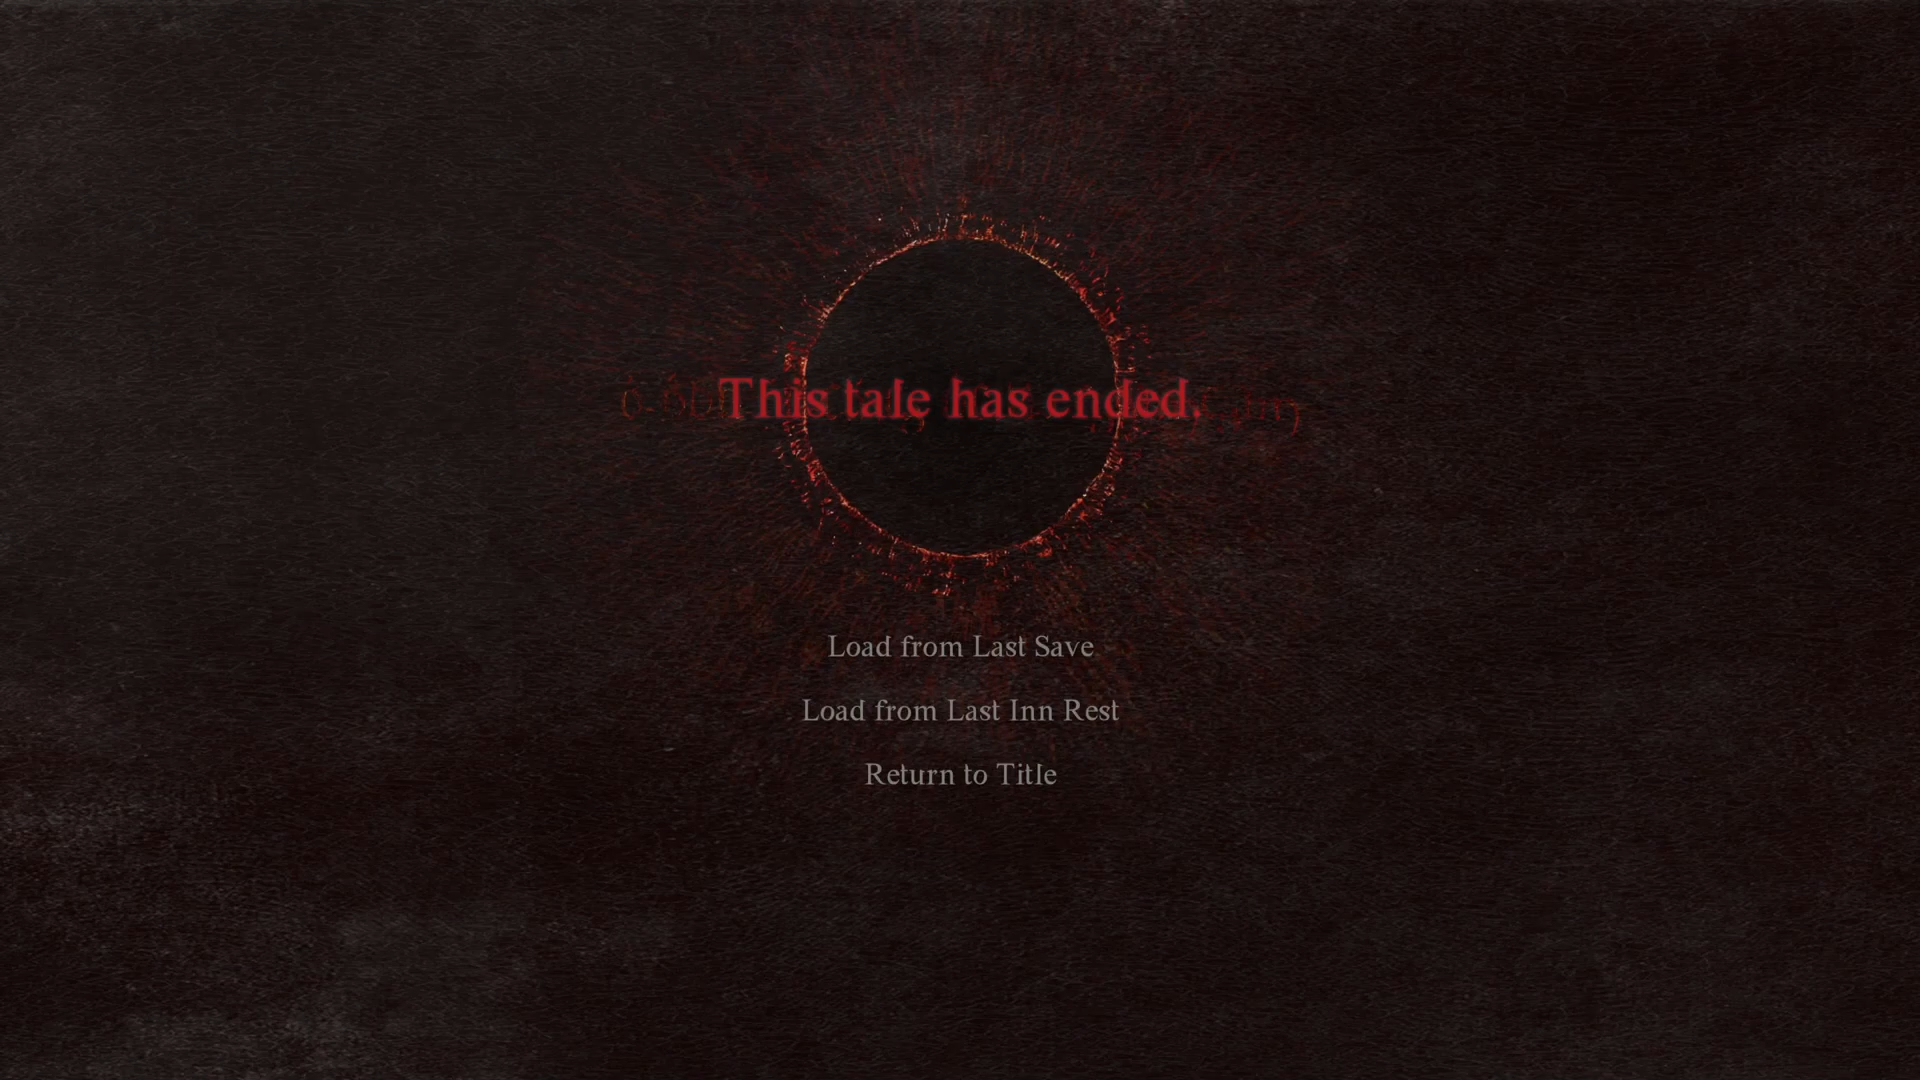 This tale has ended.
Load from Last Save
Load from Last Inn Rest
Return to Title